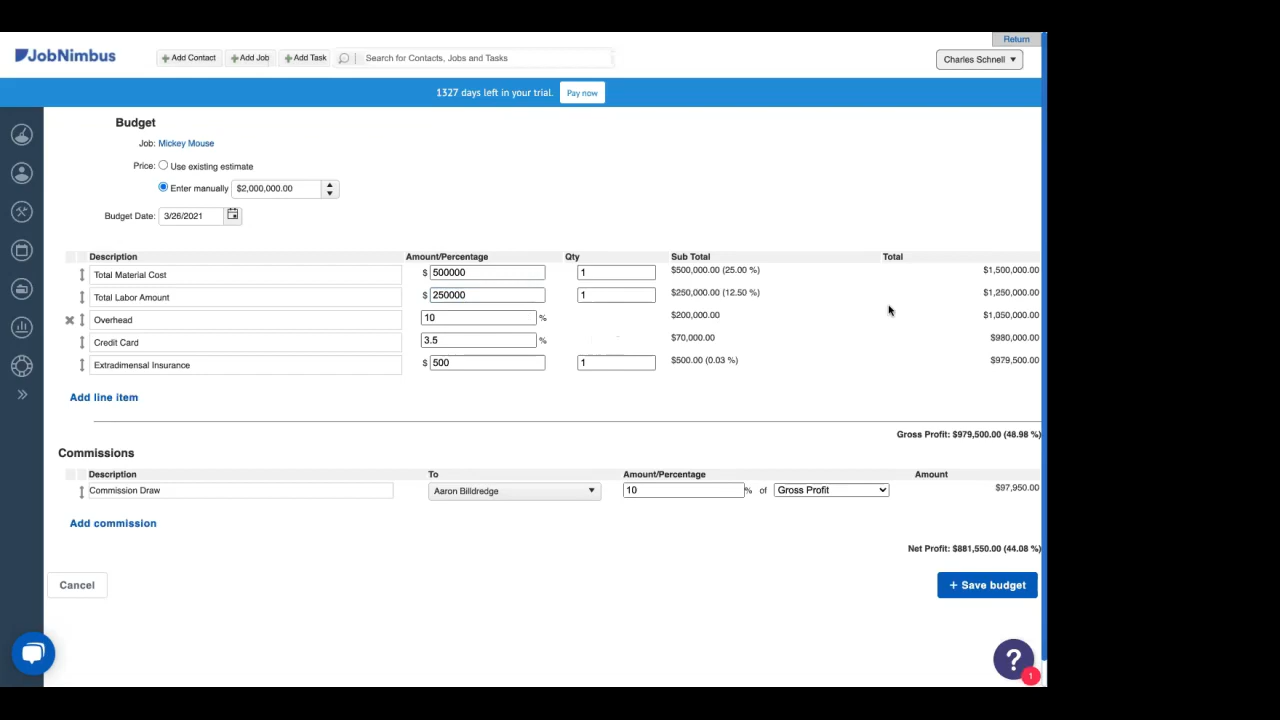 Return
JobNimbus
Add Contact Add Job Add Task Search for Contacts, Jobs and Tasks Charles Schnell
1327 days left in your trial. Pay now
Budget
Job: Mickey Mouse
Price: Use existing estimate
Enter manually $2,000,000.00
Budget Date: 3/26/2021
Description Amount/Percentage Qty Sub Total Total
Total Material Cost $ 500000 1 $500,000.00 (25.00 %) $1,500,000.00
Total Labor Amount $ 250000 1 $250,000.00 (12.50 %) $1,250,000.00
Overhead 10 % $200,000.00 $1,050,000.00
Credit Card 3.5 % $70,000.00 $980,000.00
Extradimensal Insurance $ 500 1 $500.00 (0.03 %) $979,500.00
Add line item
Gross Profit: $979,500.00 (48.98 %)
Commissions
Description To Amount/Percentage Amount
Commission Draw Aaron Billdredge 10 % of Gross Profit $97,950.00
Add commission
Net Profit: $881,550.00 (44.08 %)
Cancel + Save budget
?
1